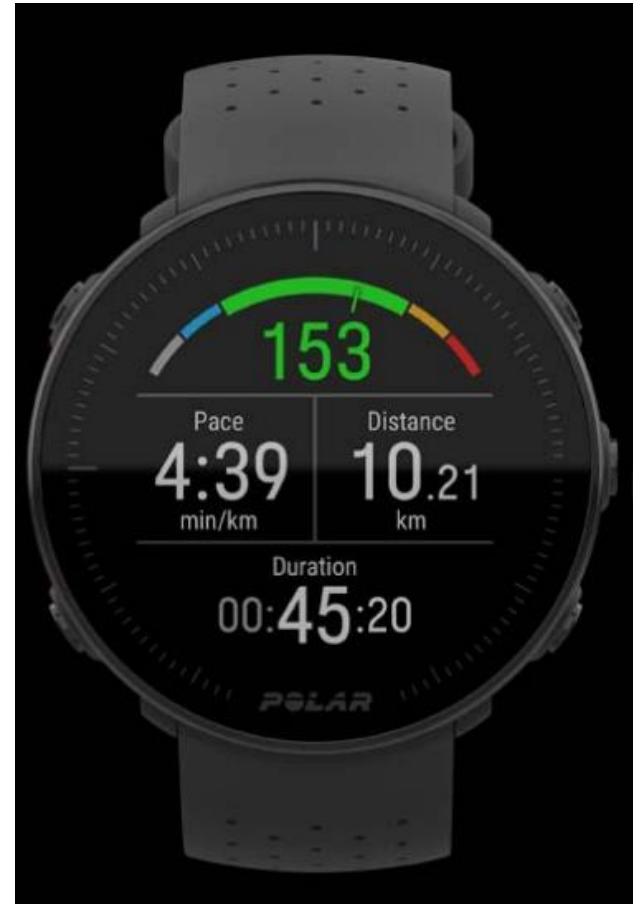 153
Pace Distance
4:39 10.21
min/km km
Duration
00:45:20
POLAR